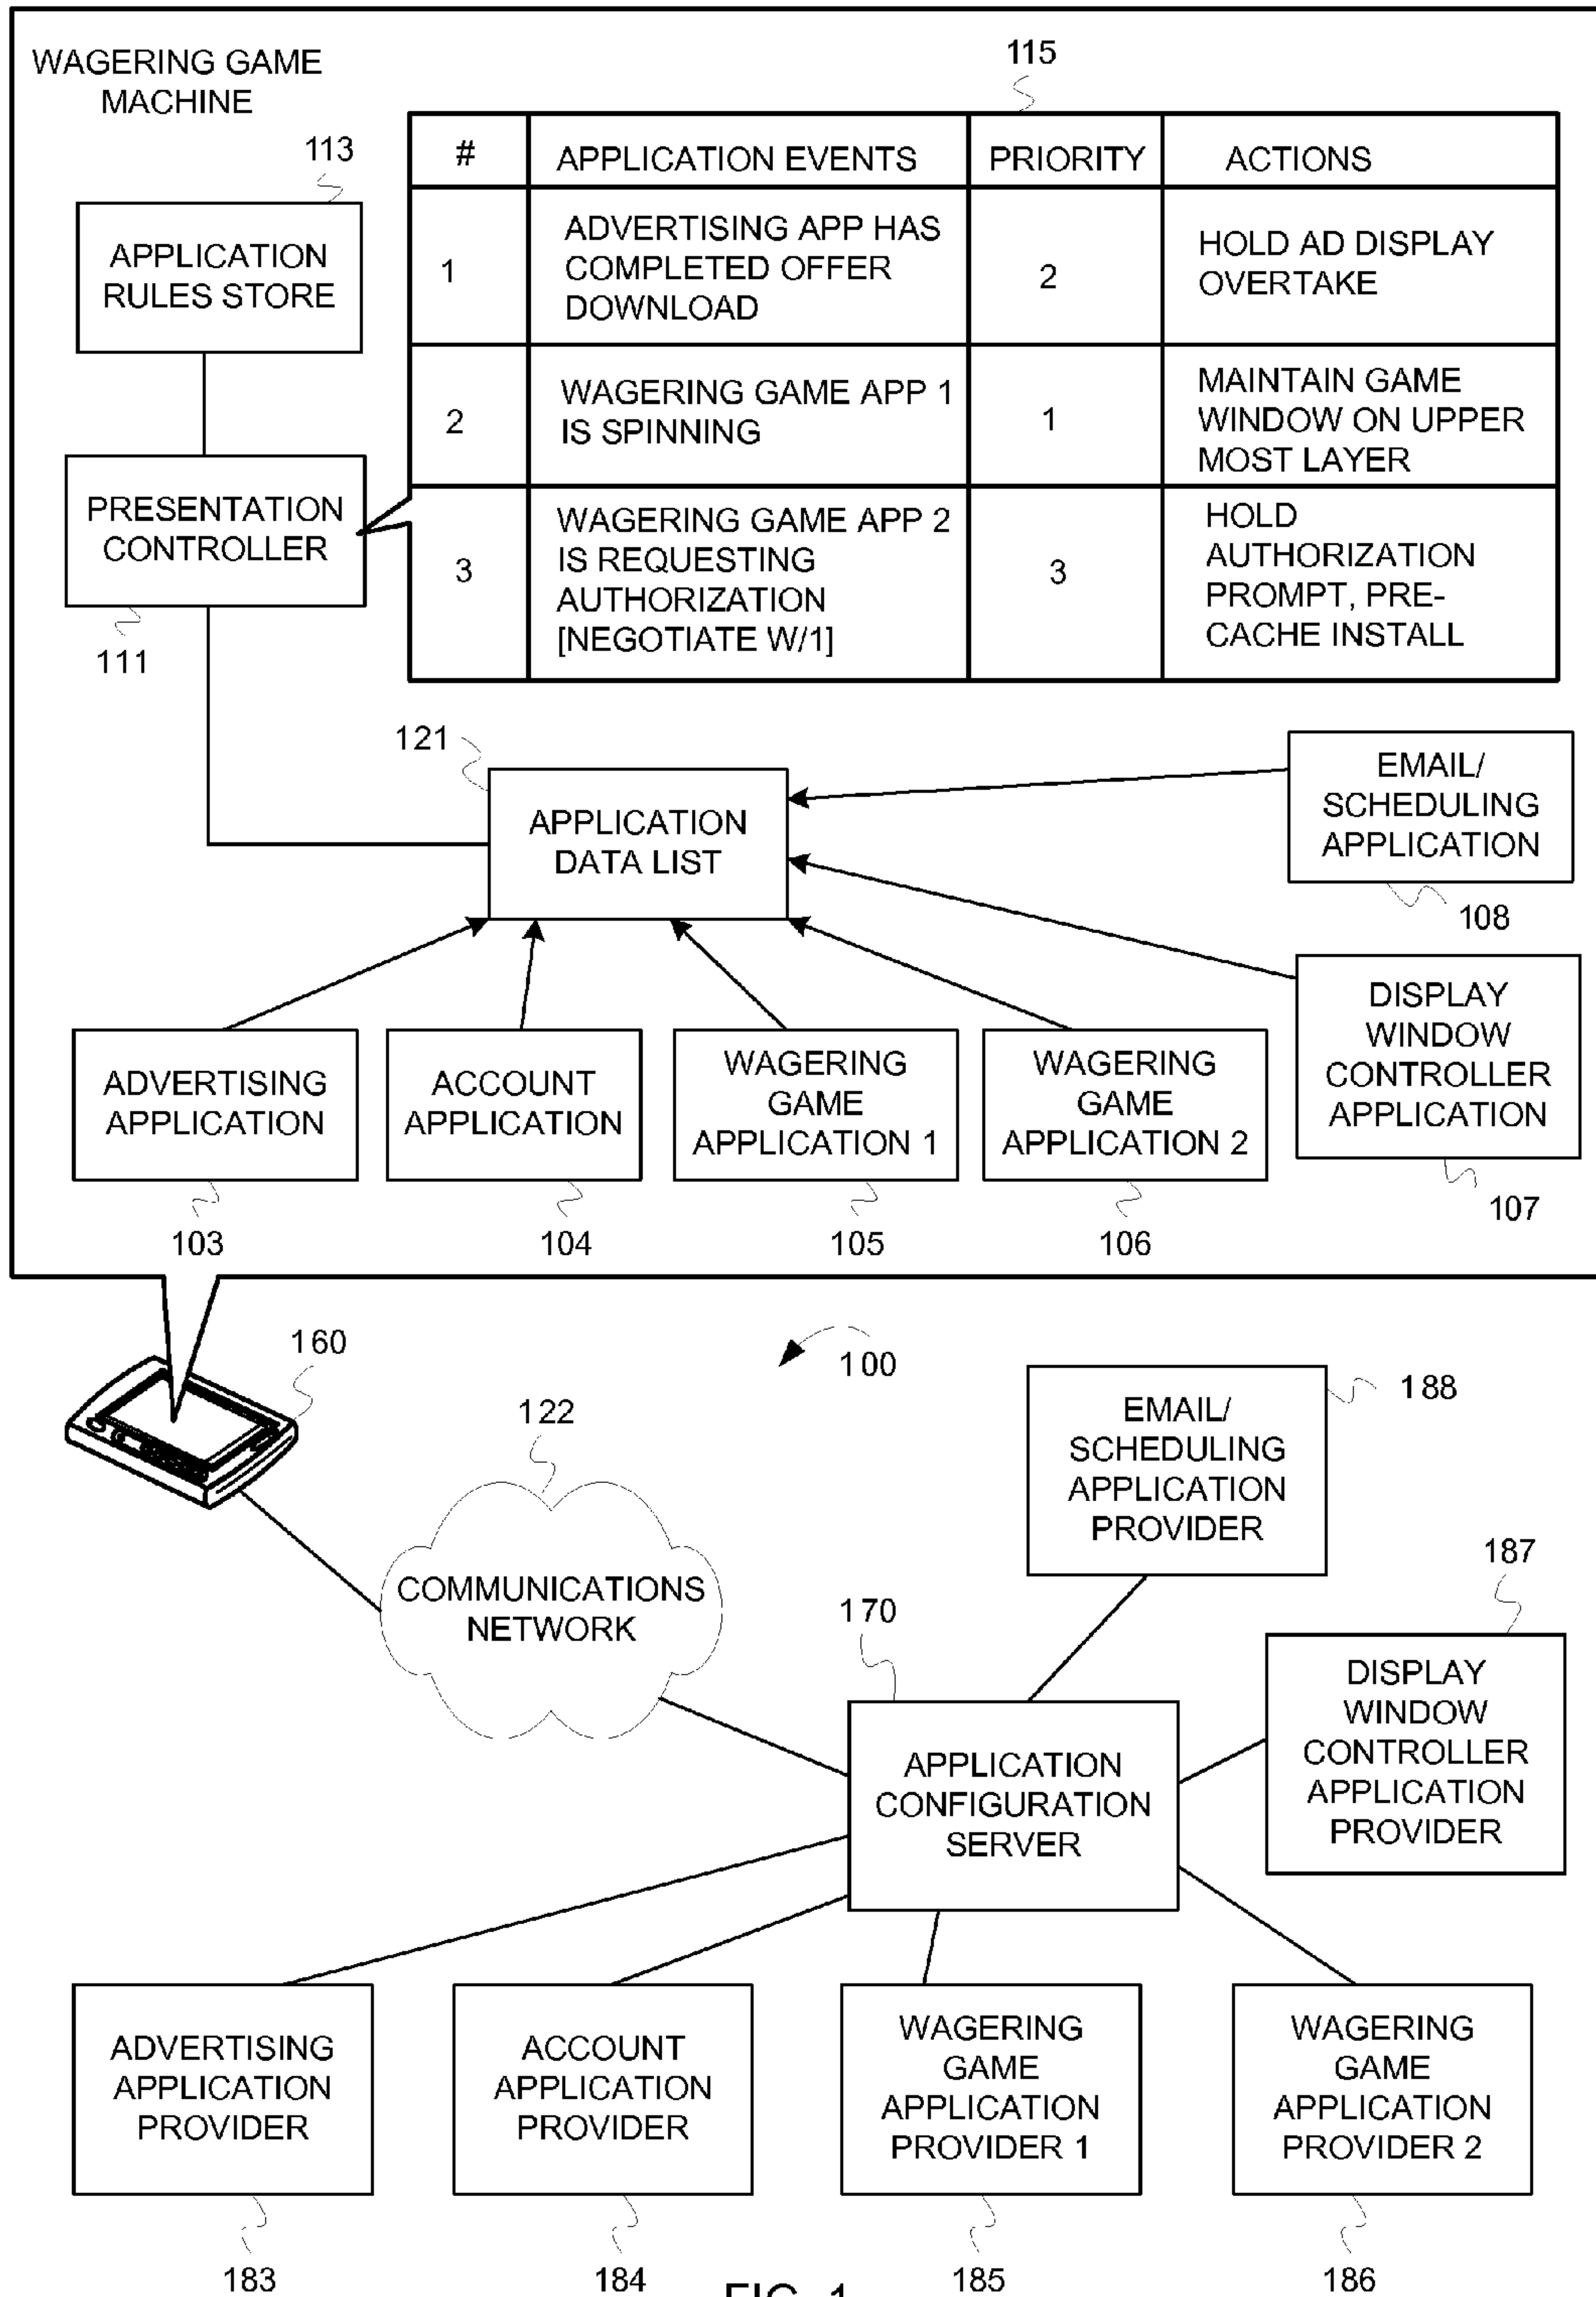 WAGERING GAME
MACHINE
115
113
#
APPLICATION EVENTS
PRIORITY
ACTIONS
1
ADVERTISING APP HAS
COMPLETED OFFER
DOWNLOAD
2
HOLD AD DISPLAY
OVERTAKE
2
WAGERING GAME APP 1
IS SPINNING
1
MAINTAIN GAME
WINDOW ON UPPER
MOST LAYER
3
WAGERING GAME APP 2
IS REQUESTING
AUTHORIZATION
[NEGOTIATE W/1]
3
HOLD
AUTHORIZATION
PROMPT, PRE-
CACHE INSTALL
APPLICATION
RULES STORE
PRESENTATION
CONTROLLER
111
121
APPLICATION
DATA LIST
EMAIL/
SCHEDULING
APPLICATION
108
DISPLAY
WINDOW
CONTROLLER
APPLICATION
107
ADVERTISING
APPLICATION
103
ACCOUNT
APPLICATION
104
WAGERING
GAME
APPLICATION 1
105
WAGERING
GAME
APPLICATION 2
106
160
100
122
COMMUNICATIONS
NETWORK
EMAIL/
SCHEDULING
APPLICATION
PROVIDER
188
187
DISPLAY
WINDOW
CONTROLLER
APPLICATION
PROVIDER
170
APPLICATION
CONFIGURATION
SERVER
ADVERTISING
APPLICATION
PROVIDER
183
ACCOUNT
APPLICATION
PROVIDER
184
WAGERING
GAME
APPLICATION
PROVIDER 1
185
WAGERING
GAME
APPLICATION
PROVIDER 2
186
FIG. 1